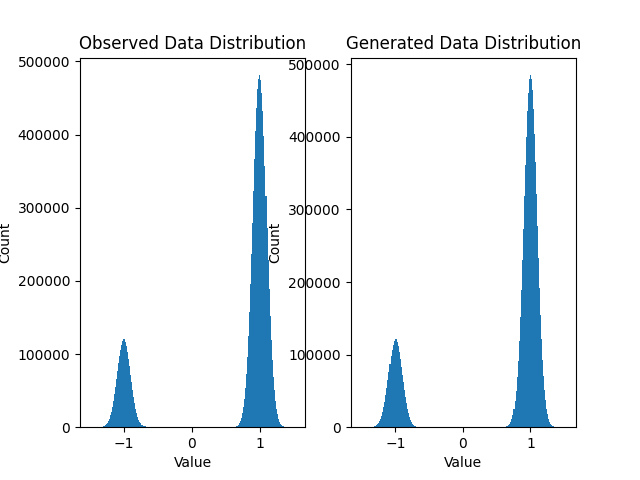 Observed Data Distribution
500000
400000
300000
200000
100000
0
Count
−1 0 1
Value
Generated Data Distribution
500000
400000
300000
200000
100000
0
Count
−1 0 1
Value